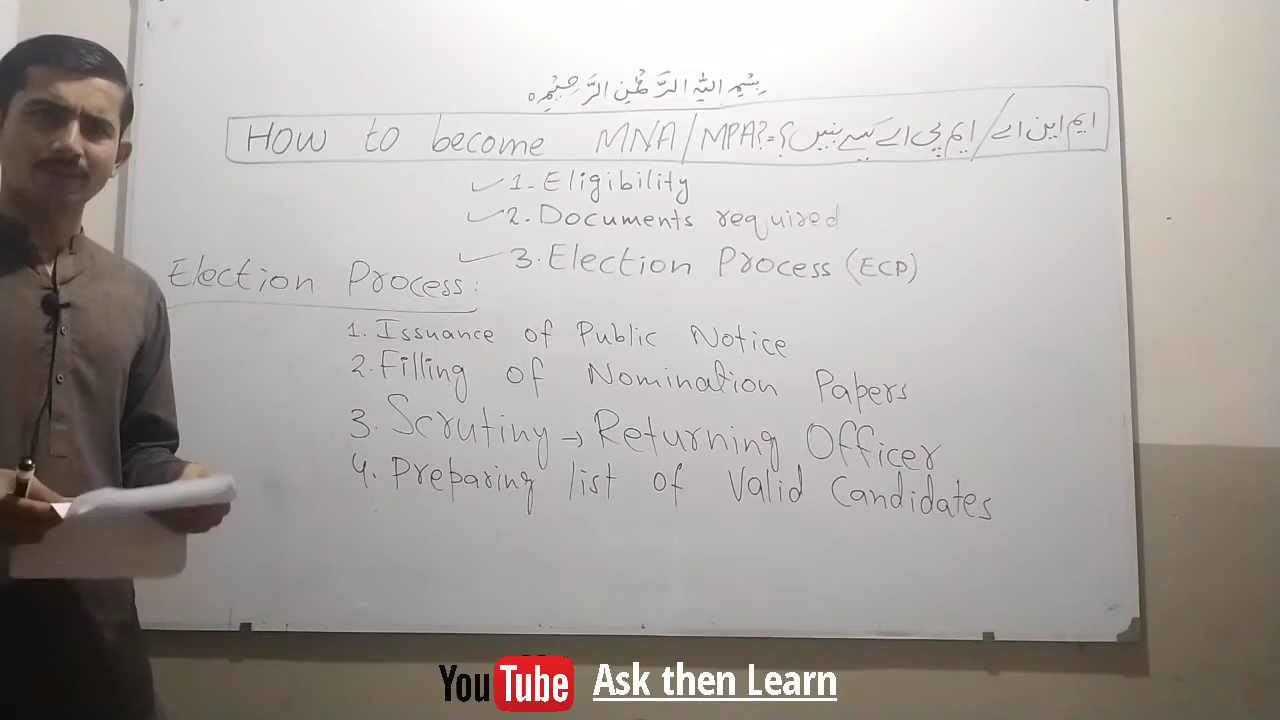 بِسْمِ اللهِ الرَّحْمٰنِ الرَّحِيْمِ
HOW to become MNA/MPA?= ایم این اے/ایم پی اے کیسے بنیں؟
1- Eligibility
2. Documents required
3. Election Process (ECP)
Election Process:
1. Issuance of Public Notice
2. Filling of Nomination Papers
3. Scrutiny → Returning Officer
4. Preparing list of Valid Candidates
YouTube Ask then Learn